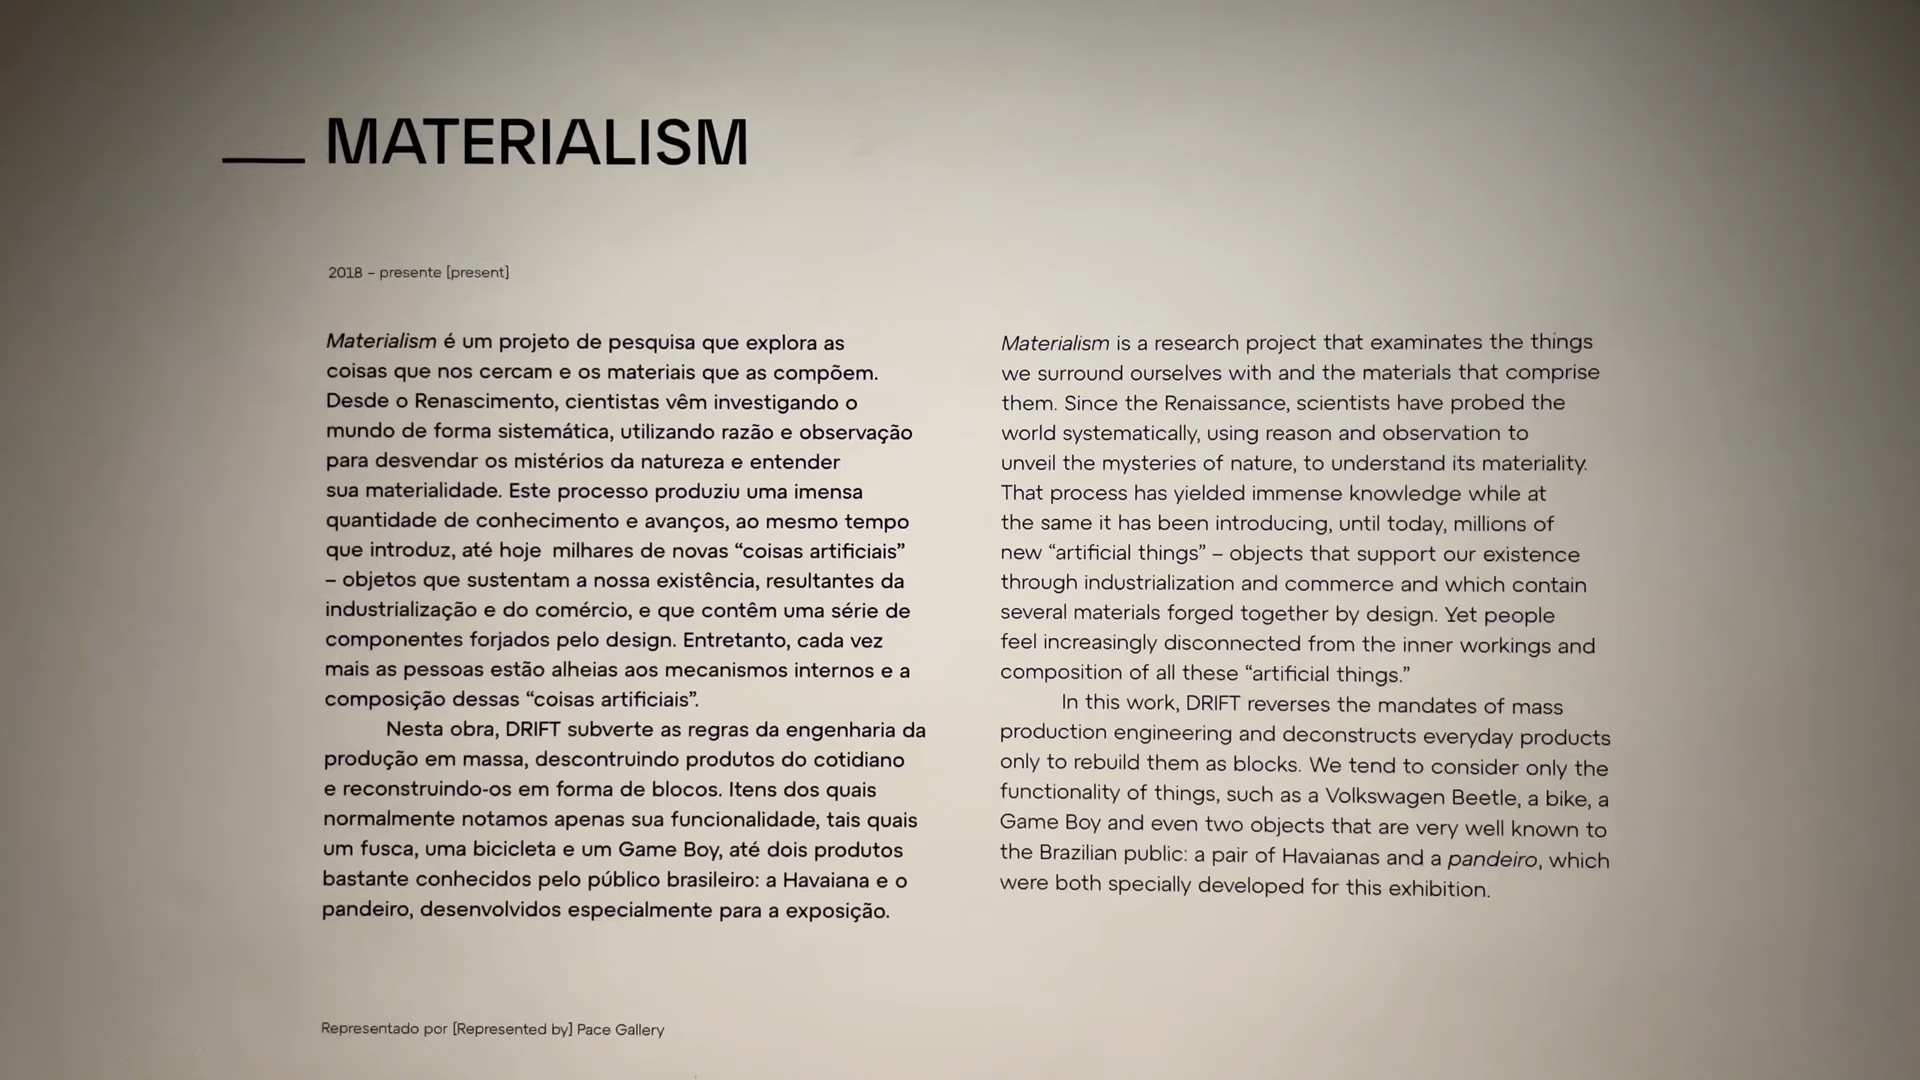 MATERIALISM
2018 – presente [present]
Materialism é um projeto de pesquisa que explora as
coisas que nos cercam e os materiais que as compõem.
Desde o Renascimento, cientistas vêm investigando o
mundo de forma sistemática, utilizando razão e observação
para desvendar os mistérios da natureza e entender
sua materialidade. Este processo produziu uma imensa
quantidade de conhecimento e avanços, ao mesmo tempo
que introduz, até hoje  milhares de novas “coisas artificiais”
– objetos que sustentam a nossa existência, resultantes da
industrialização e do comércio, e que contêm uma série de
componentes forjados pelo design. Entretanto, cada vez
mais as pessoas estão alheias aos mecanismos internos e a
composição dessas “coisas artificiais”.
Nesta obra, DRIFT subverte as regras da engenharia da
produção em massa, descontruindo produtos do cotidiano
e reconstruindo-os em forma de blocos. Itens dos quais
normalmente notamos apenas sua funcionalidade, tais quais
um fusca, uma bicicleta e um Game Boy, até dois produtos
bastante conhecidos pelo público brasileiro: a Havaiana e o
pandeiro, desenvolvidos especialmente para a exposição.
Materialism is a research project that examinates the things
we surround ourselves with and the materials that comprise
them. Since the Renaissance, scientists have probed the
world systematically, using reason and observation to
unveil the mysteries of nature, to understand its materiality.
That process has yielded immense knowledge while at
the same it has been introducing, until today, millions of
new “artificial things” – objects that support our existence
through industrialization and commerce and which contain
several materials forged together by design. Yet people
feel increasingly disconnected from the inner workings and
composition of all these “artificial things.”
In this work, DRIFT reverses the mandates of mass
production engineering and deconstructs everyday products
only to rebuild them as blocks. We tend to consider only the
functionality of things, such as a Volkswagen Beetle, a bike, a
Game Boy and even two objects that are very well known to
the Brazilian public: a pair of Havaianas and a pandeiro, which
were both specially developed for this exhibition.
Representado por [Represented by] Pace Gallery